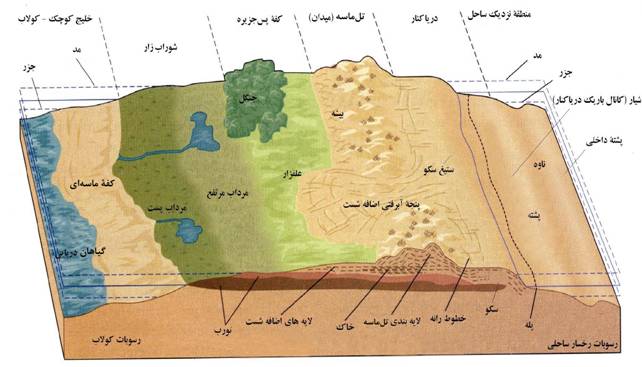 منطقهٔ نزدیک ساحل
دریاکنار
تل‌ماسه (میدان)
کفهٔ پس‌جزیره
شوراب زار
خلیج کوچک - کولاب
مد
جزر
مد
جزر
شیار (کانال باریک دریاکنار)
پشتهٔ داخلی
جنگل
بیشه
علفزار
ستیغ سکو
ناوه
پشته
کفهٔ ماسه‌ای
مرداب مرتفع
مرداب پست
پنجهٔ آبرفتی اضافه شست
گیاهان دریایی
تورب
لایه های اضافه شست
خاک
لایه بندی تل‌ماسه
خطوط رانه
سکو
پله
رسوبات کولاب
رسوبات رخسار ساحلی